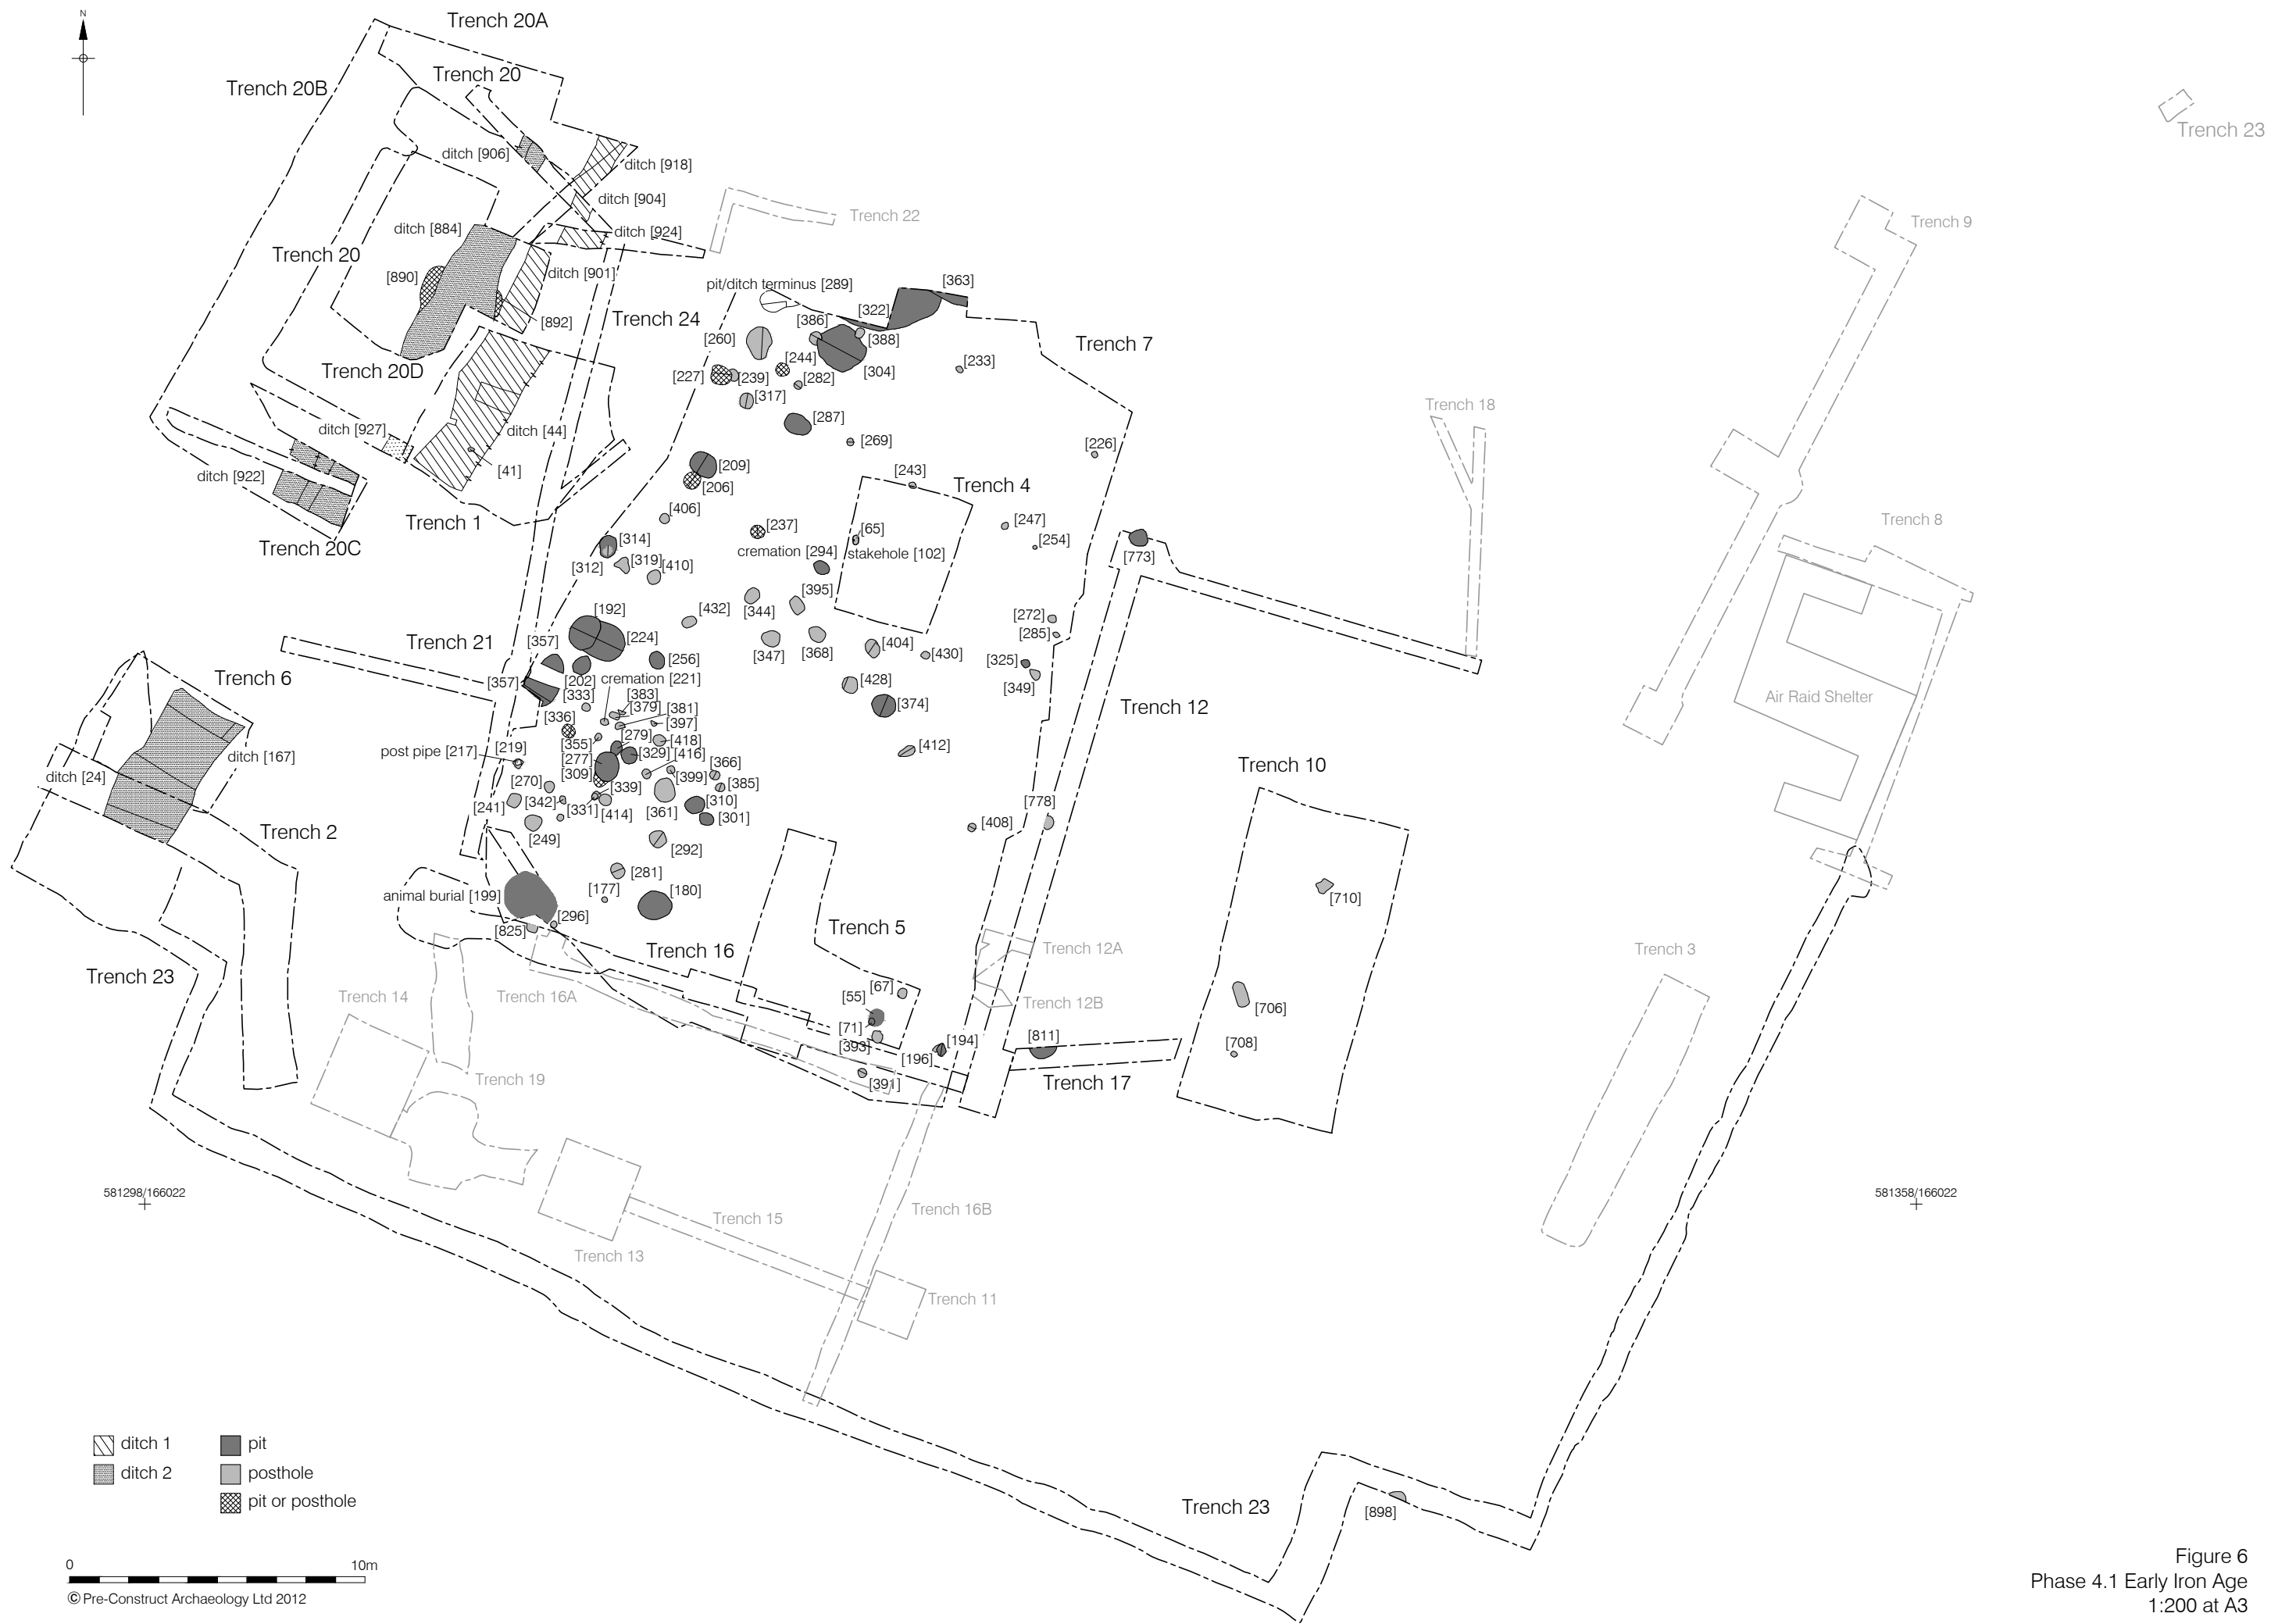 N
Trench 20A
Trench 20
Trench 20B
Trench 23
ditch [906]
ditch [918]
ditch [904]
Trench 22
Trench 9
ditch [884]
ditch [924]
Trench 20
[890]
ditch [901]
pit/ditch terminus [289]
[363]
[892]
Trench 24
[322]
[386]
[388]
[260]
Trench 7
[244]
[233]
[304]
Trench 20D
[227]
[239]
[282]
[317]
Trench 18
[287]
ditch [927]
ditch [44]
[269]
[226]
[41]
[209]
[206]
ditch [922]
[243]
Trench 4
[406]
Trench 1
[237]
[65]
[247]
Trench 8
Trench 20C
[314]
cremation [294]
stakehole [102]
[254]
[319]
[312]
[410]
[773]
[395]
[192]
[432]
[344]
[272]
[285]
Trench 21
[357]
[224]
[404]
[347]
[368]
[430]
[256]
[325]
Trench 6
[357]
[202]
cremation [221]
[428]
[349]
[333]
[383]
[379]
[381]
[374]
Air Raid Shelter
Trench 12
[336]
[397]
[279]
[355]
[418]
post pipe [217]
[219]
[412]
ditch [167]
[277]
[329]
[416]
[366]
Trench 10
ditch [24]
[309]
[399]
[270]
[339]
[385]
[241]
[342]
[331]
[414]
[361]
[310]
[778]
[301]
[408]
Trench 2
[249]
[292]
[281]
animal burial [199]
[177]
[180]
[710]
[296]
[825]
Trench 5
Trench 16
Trench 12A
Trench 3
Trench 23
[67]
Trench 14
Trench 16A
[55]
Trench 12B
[706]
[71]
[393]
[194]
[811]
[196]
[708]
Trench 19
[391]
Trench 17
581298/166022
581358/166022
Trench 15
Trench 16B
Trench 13
Trench 11
ditch 1
pit
ditch 2
posthole
pit or posthole
Trench 23
[898]
0
10m
© Pre-Construct Archaeology Ltd 2012
Figure 6
Phase 4.1 Early Iron Age
1:200 at A3